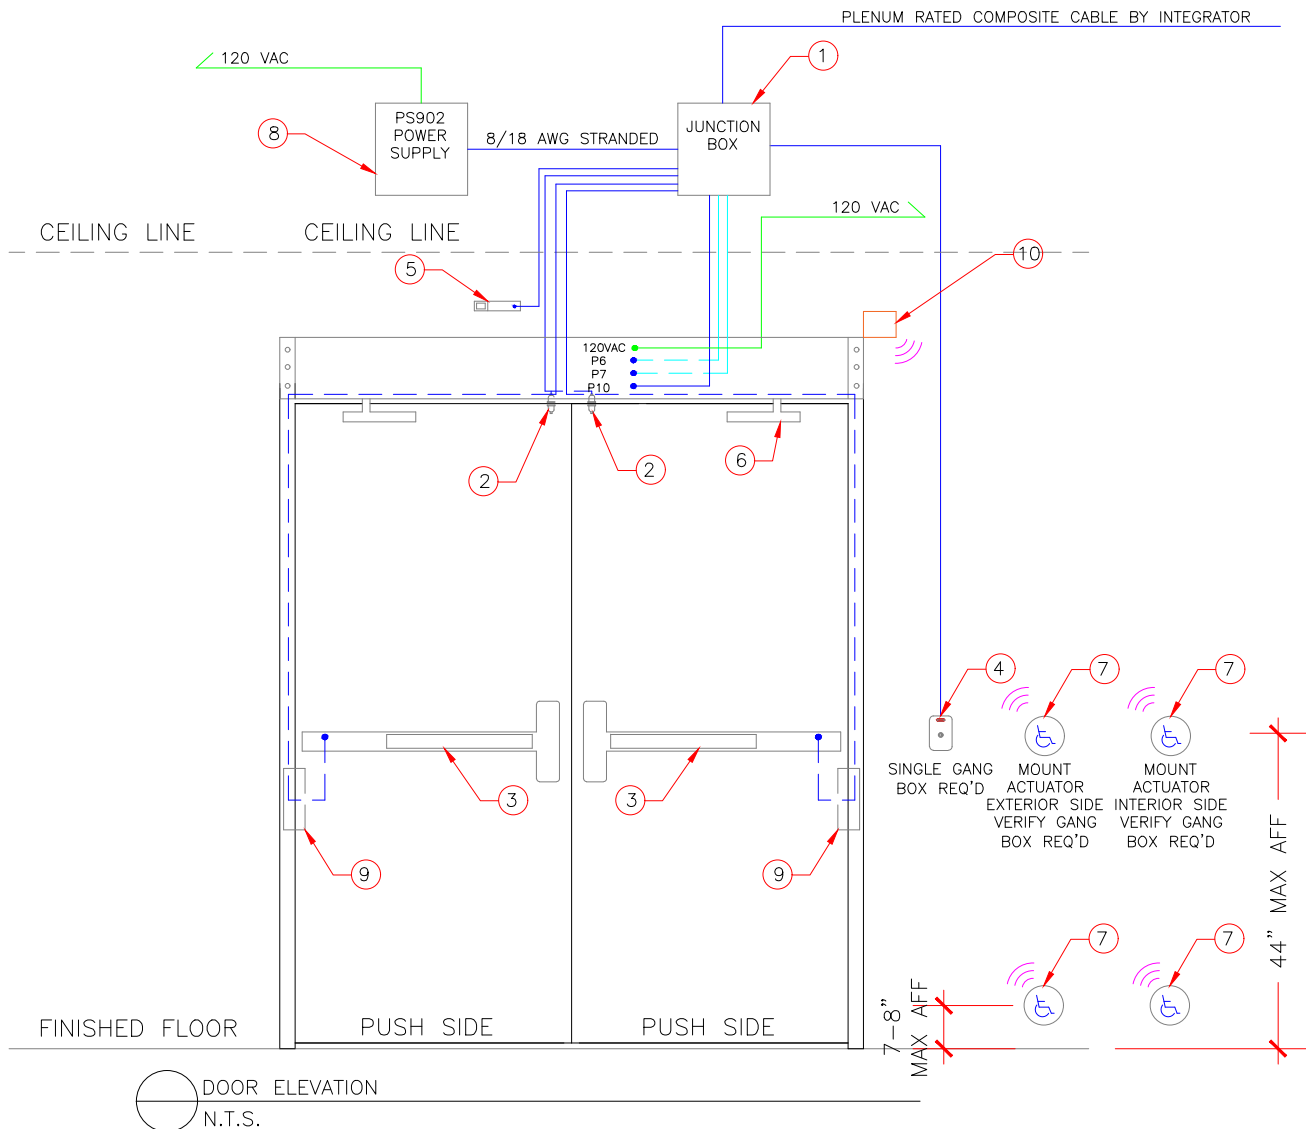 PLENUM RATED COMPOSITE CABLE BY INTEGRATOR
120 VAC
1
PS902
POWER
SUPPLY
8
8/18 AWG STRANDED
JUNCTION
BOX
120 VAC
CEILING LINE
CEILING LINE
10
5
120VAC
P6
P7
P10
2
2
6
4
7
7
SINGLE GANG
BOX REQ'D
MOUNT
ACTUATOR
EXTERIOR SIDE
VERIFY GANG
BOX REQ'D
MOUNT
ACTUATOR
INTERIOR SIDE
VERIFY GANG
BOX REQ'D
3
3
9
9
44" MAX AFF
7
7
7-8"
MAX AFF
FINISHED FLOOR
PUSH SIDE
PUSH SIDE
DOOR ELEVATION
N.T.S.